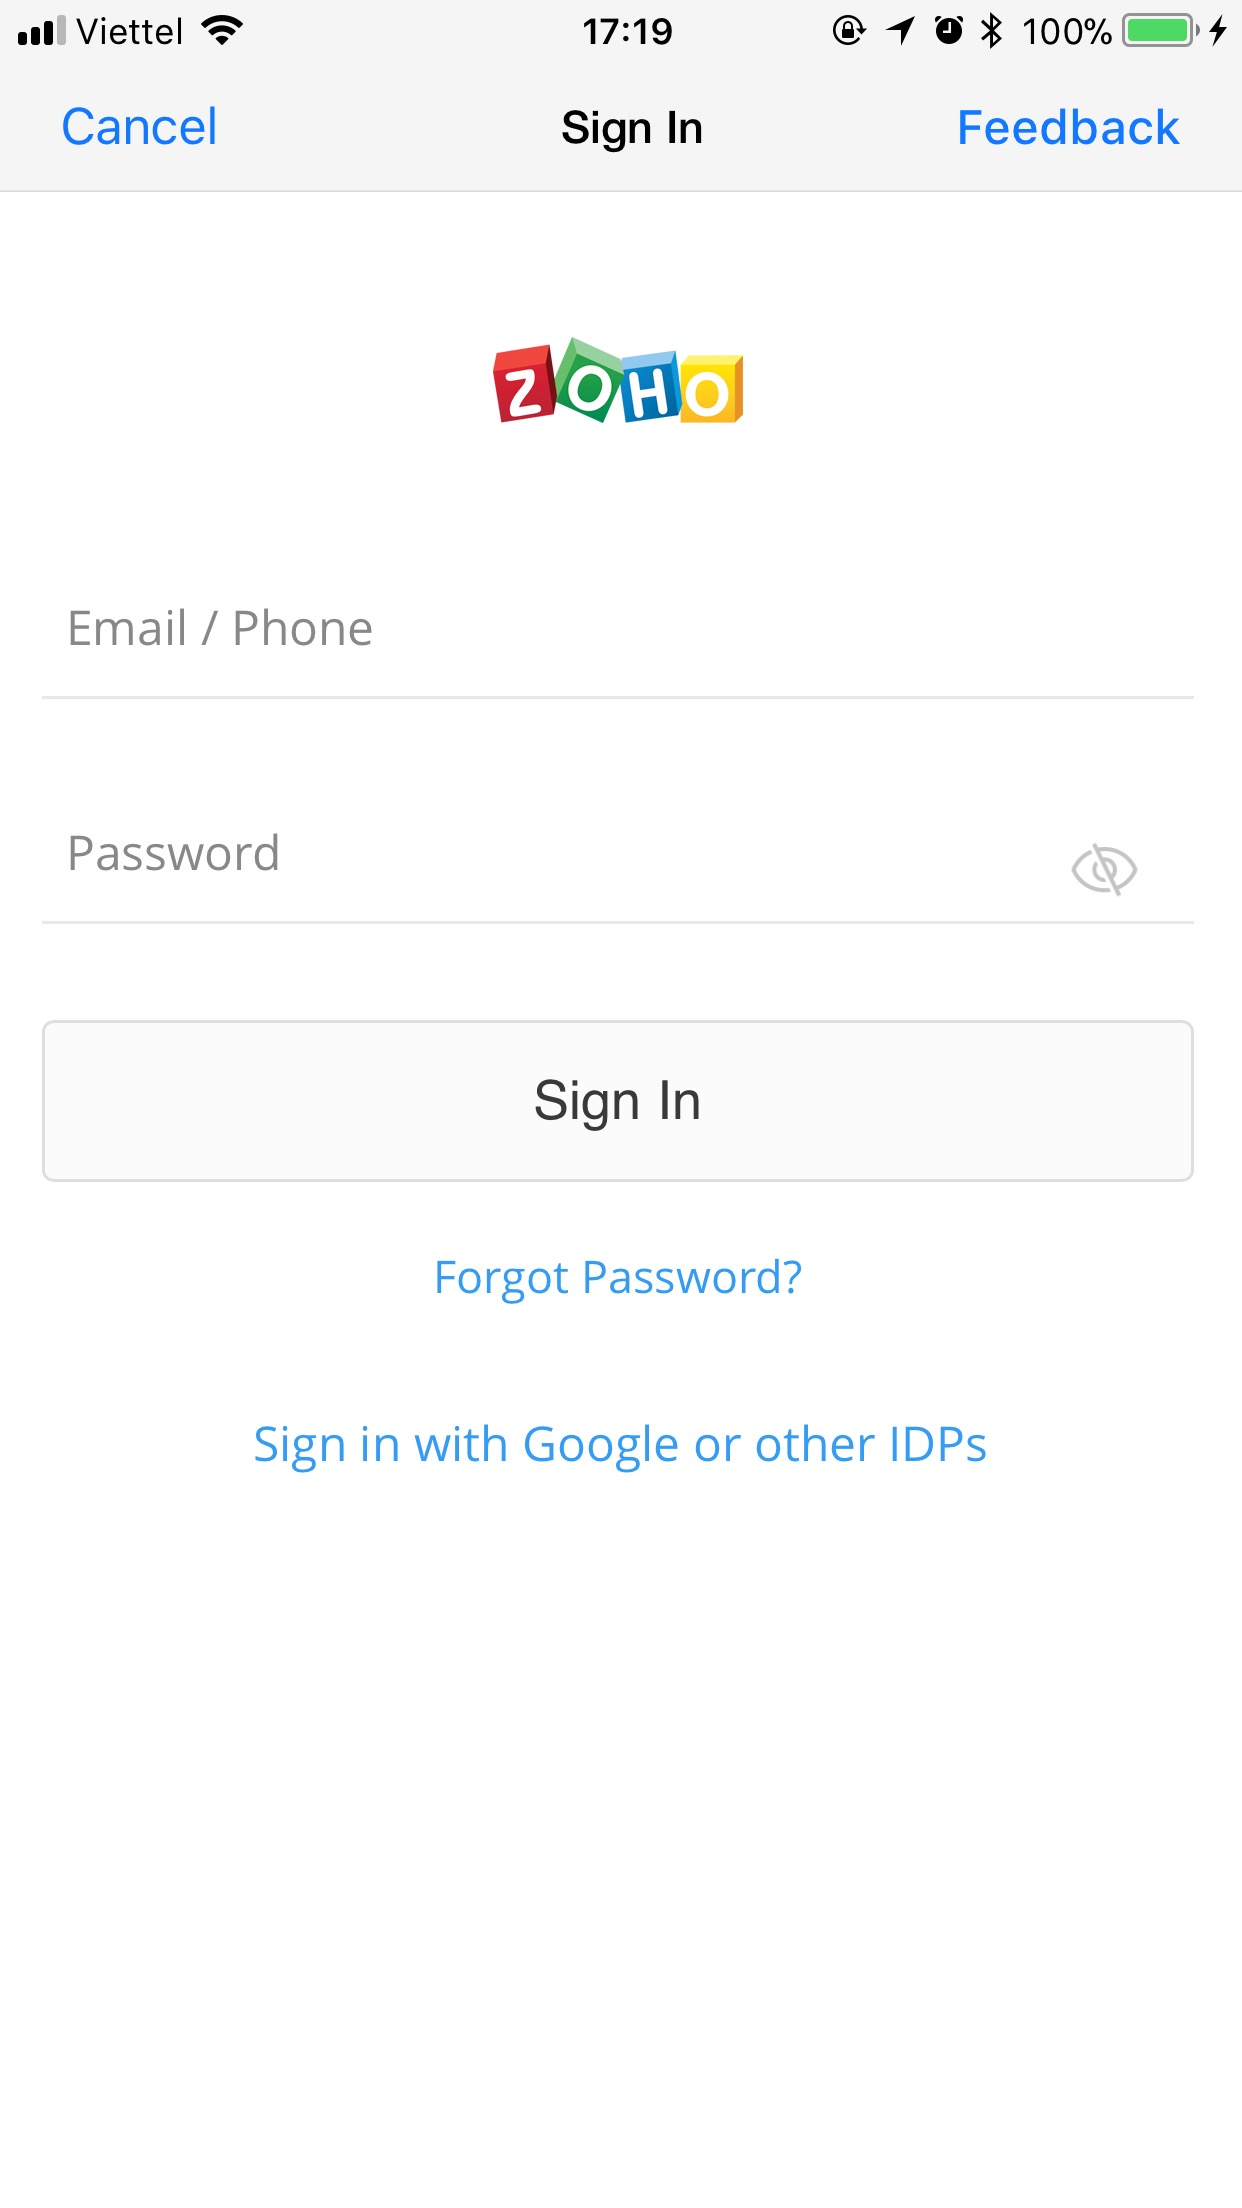 Viettel 17:19 100%
Cancel Sign In Feedback
ZOHO
Email / Phone
Password
Sign In
Forgot Password?
Sign in with Google or other IDPs